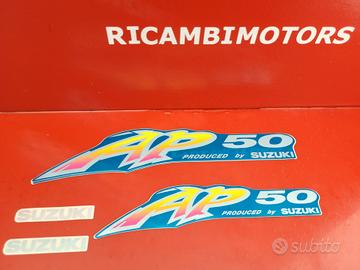 RICAMBIMOTORS
AP 50
PRODUCED by SUZUKI
AP 50
PRODUCED by SUZUKI
SUZUKI
SUZUKI
subito